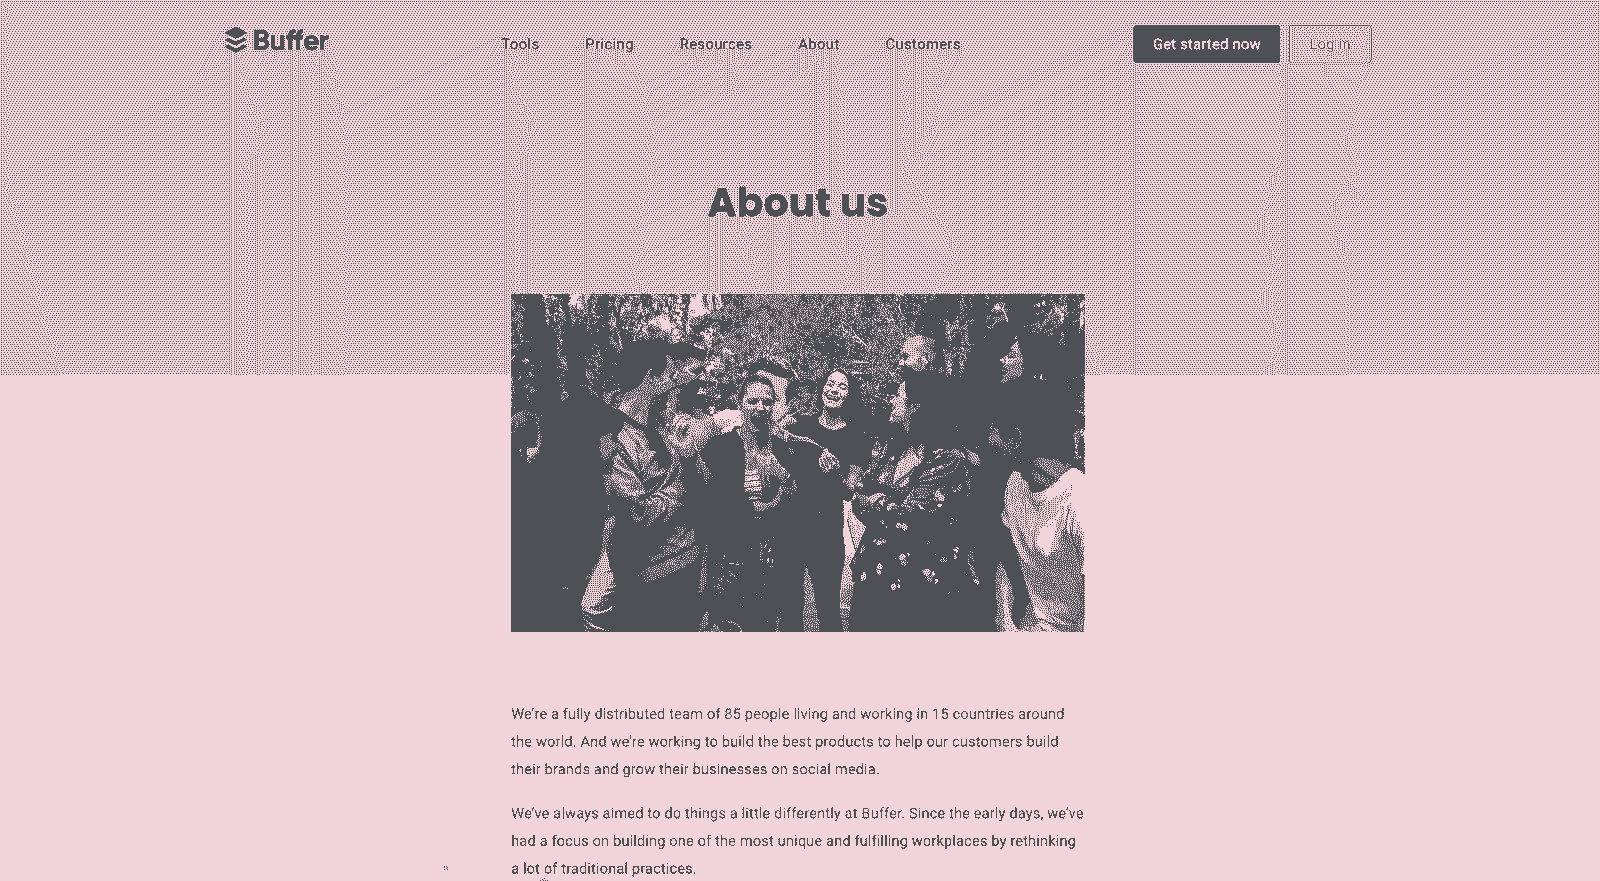 Buffer
Tools
Pricing
Resources
About
Customers
Get started now
Log in
About us
We're a fully distributed team of 85 people living and working in 15 countries around
the world. And we're working to build the best products to help our customers build
their brands and grow their businesses on social media.
We've always aimed to do things a little differently at Buffer. Since the early days, we've
had a focus on building one of the most unique and fulfilling workplaces by rethinking
a lot of traditional practices.